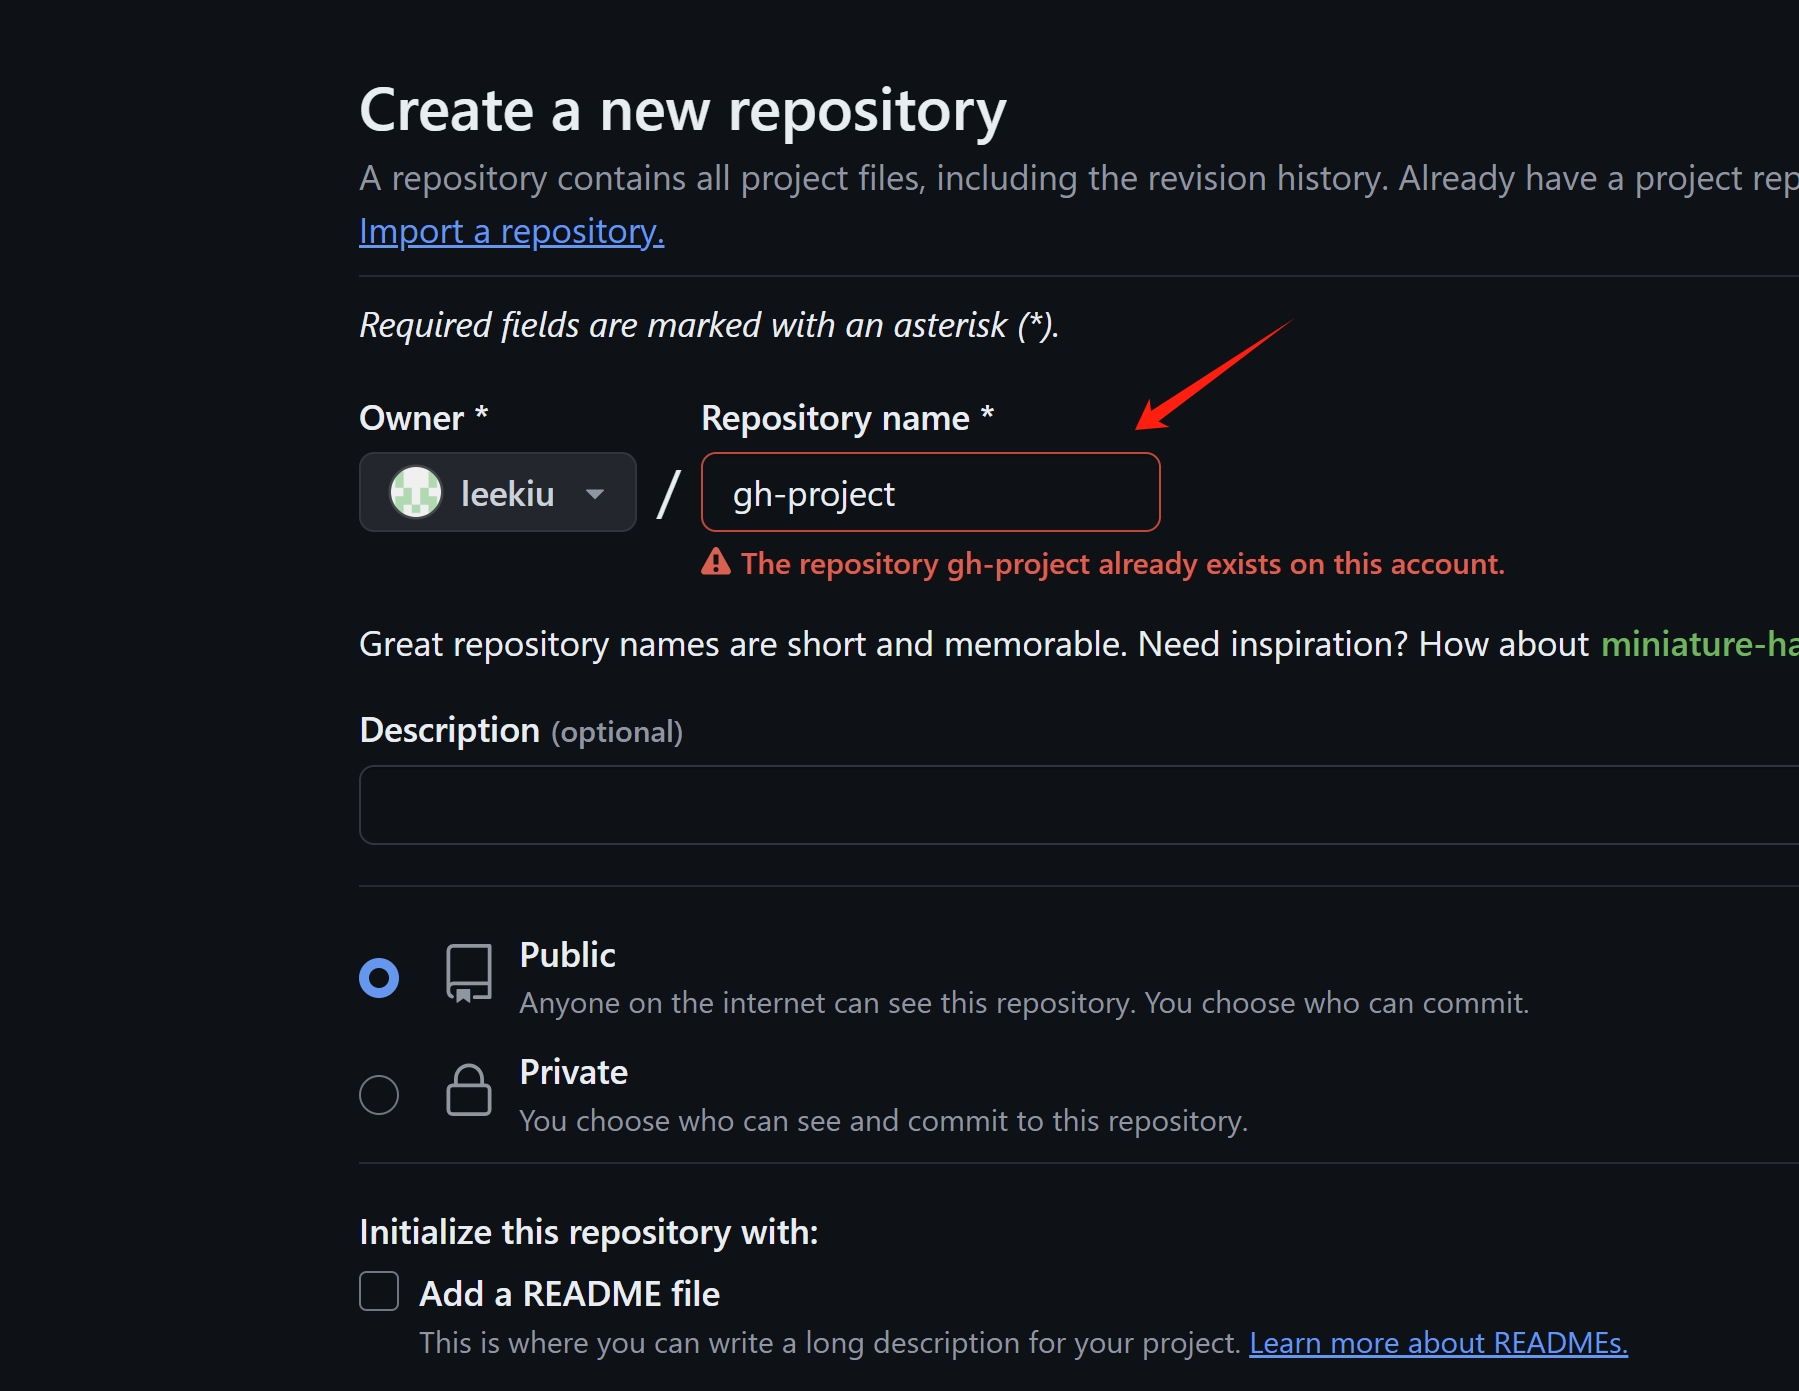 Create a new repository
A repository contains all project files, including the revision history. Already have a project
Import a repository.
Required fields are marked with an asterisk (*).
Owner *
Repository name *
leekiu / gh-project
The repository gh-project already exists on this account.
Great repository names are short and memorable. Need inspiration? How about
Description (optional)
Public
Anyone on the internet can see this repository. You choose who can commit.
Private
You choose who can see and commit to this repository.
Initialize this repository with:
Add a README file
This is where you can write a long description for your project. Learn more about READMEs.